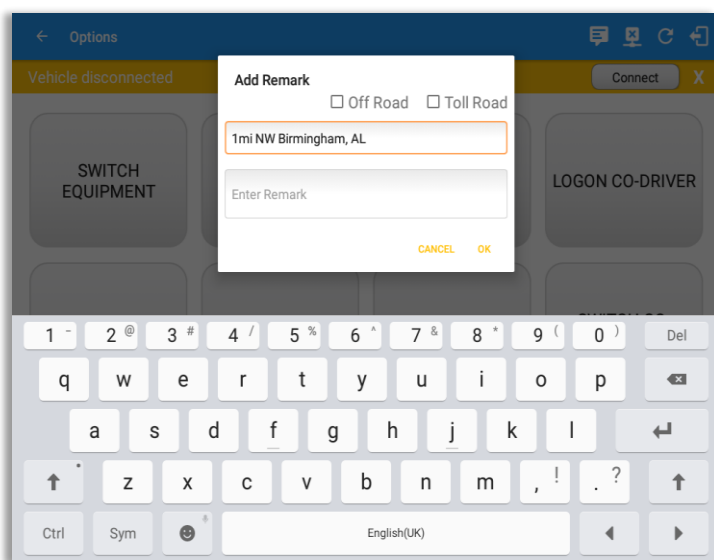 Options
Vehicle disconnected
Connect
X
Add Remark
Off Road
Toll Road
1mi NW Birmingham, AL
Enter Remark
CANCEL OK
SWITCH
EQUIPMENT
LOGON CO-DRIVER
1 - 2 @ 3 # 4 / 5 % 6 ^ 7 & 8 * 9 ( 0 ) Del
q w e r t y u i o p
a s d f g h j k l
z x c v b n m , ! . ?
Ctrl Sym English(UK)